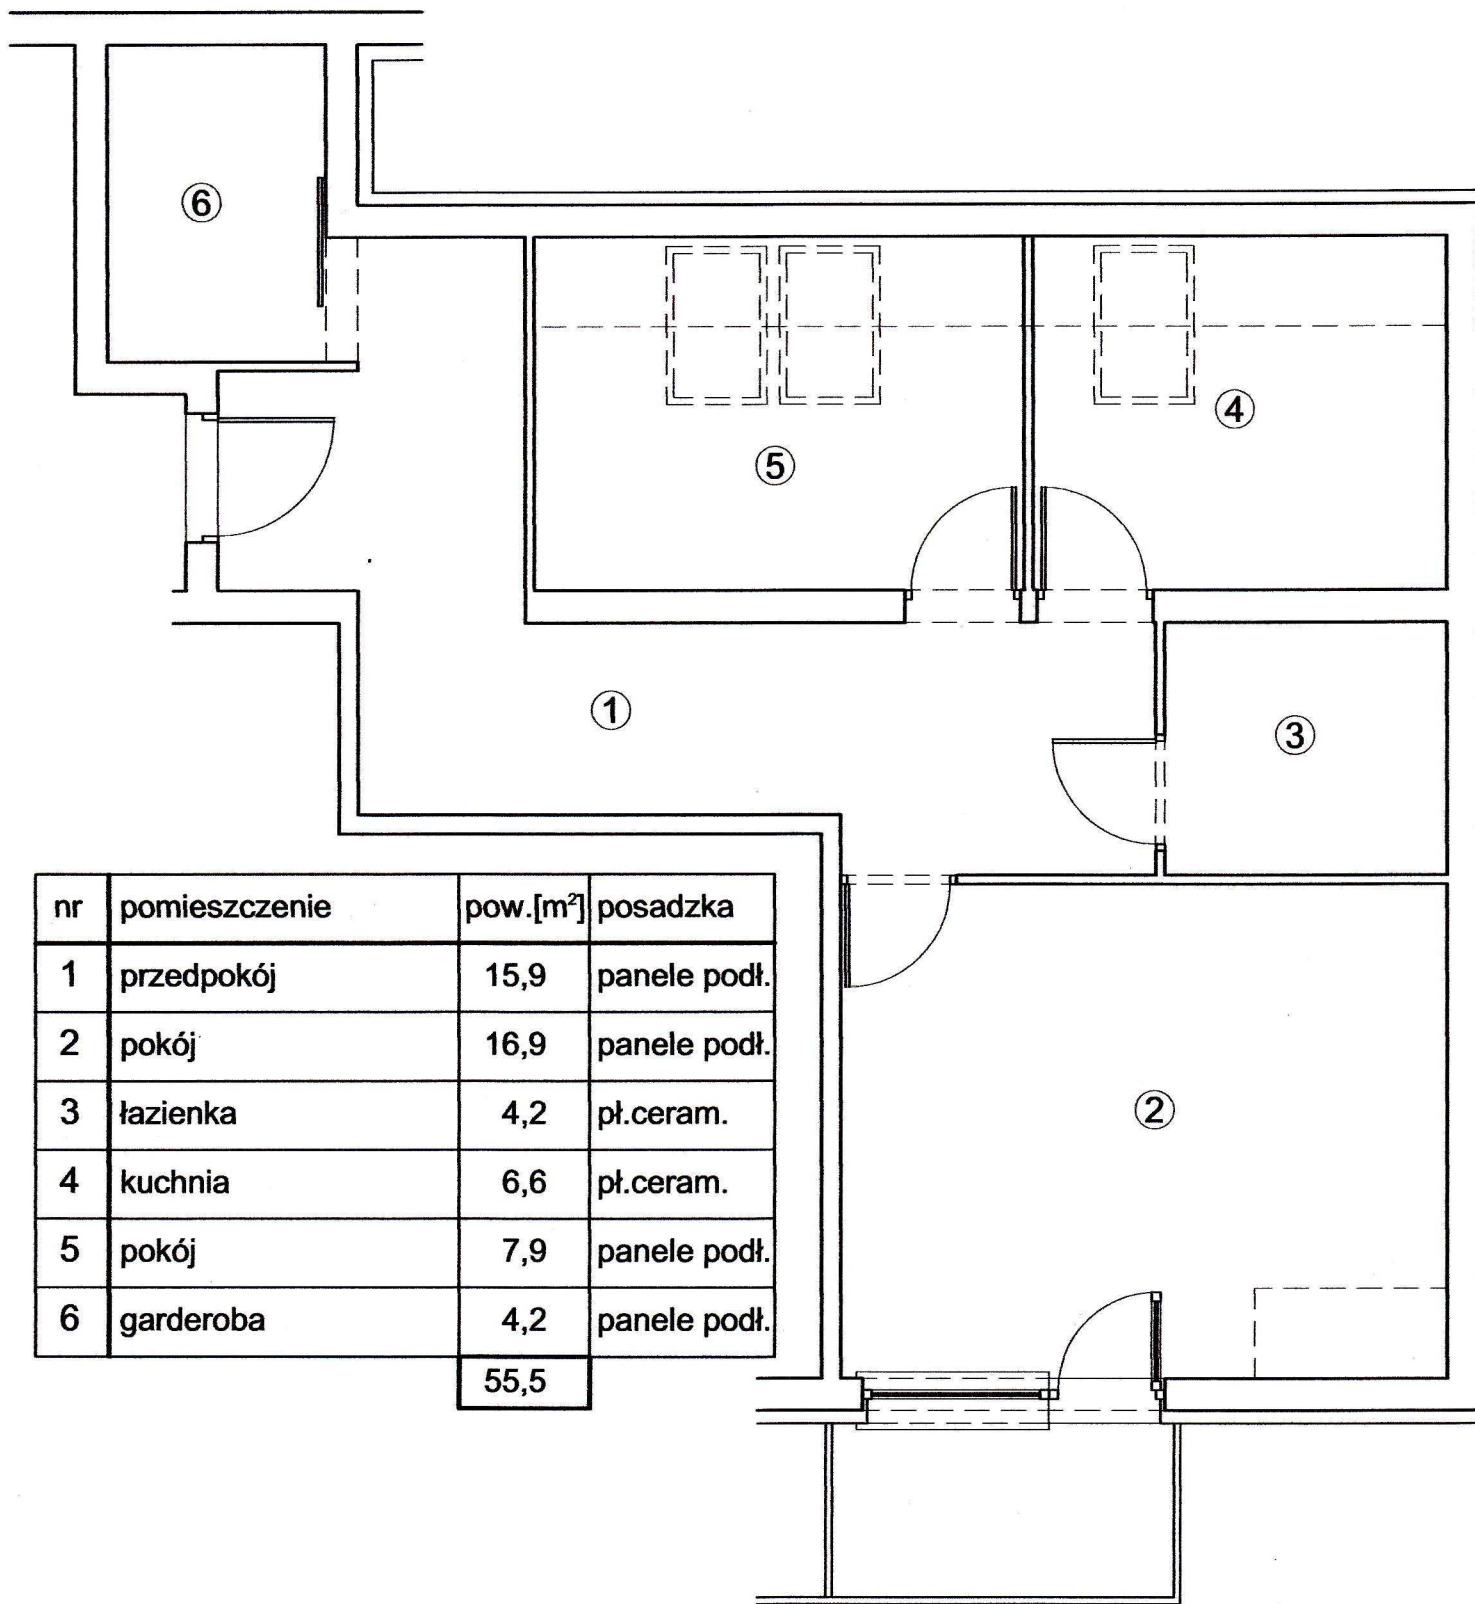 6
5
4
1
3
nr pomieszczenie pow.[m²] posadzka
1 przedpokój 15,9 panele podł.
2 pokój 16,9 panele podł.
3 łazienka 4,2 pł.ceram.
4 kuchnia 6,6 pł.ceram.
5 pokój 7,9 panele podł.
6 garderoba 4,2 panele podł.
55,5
2